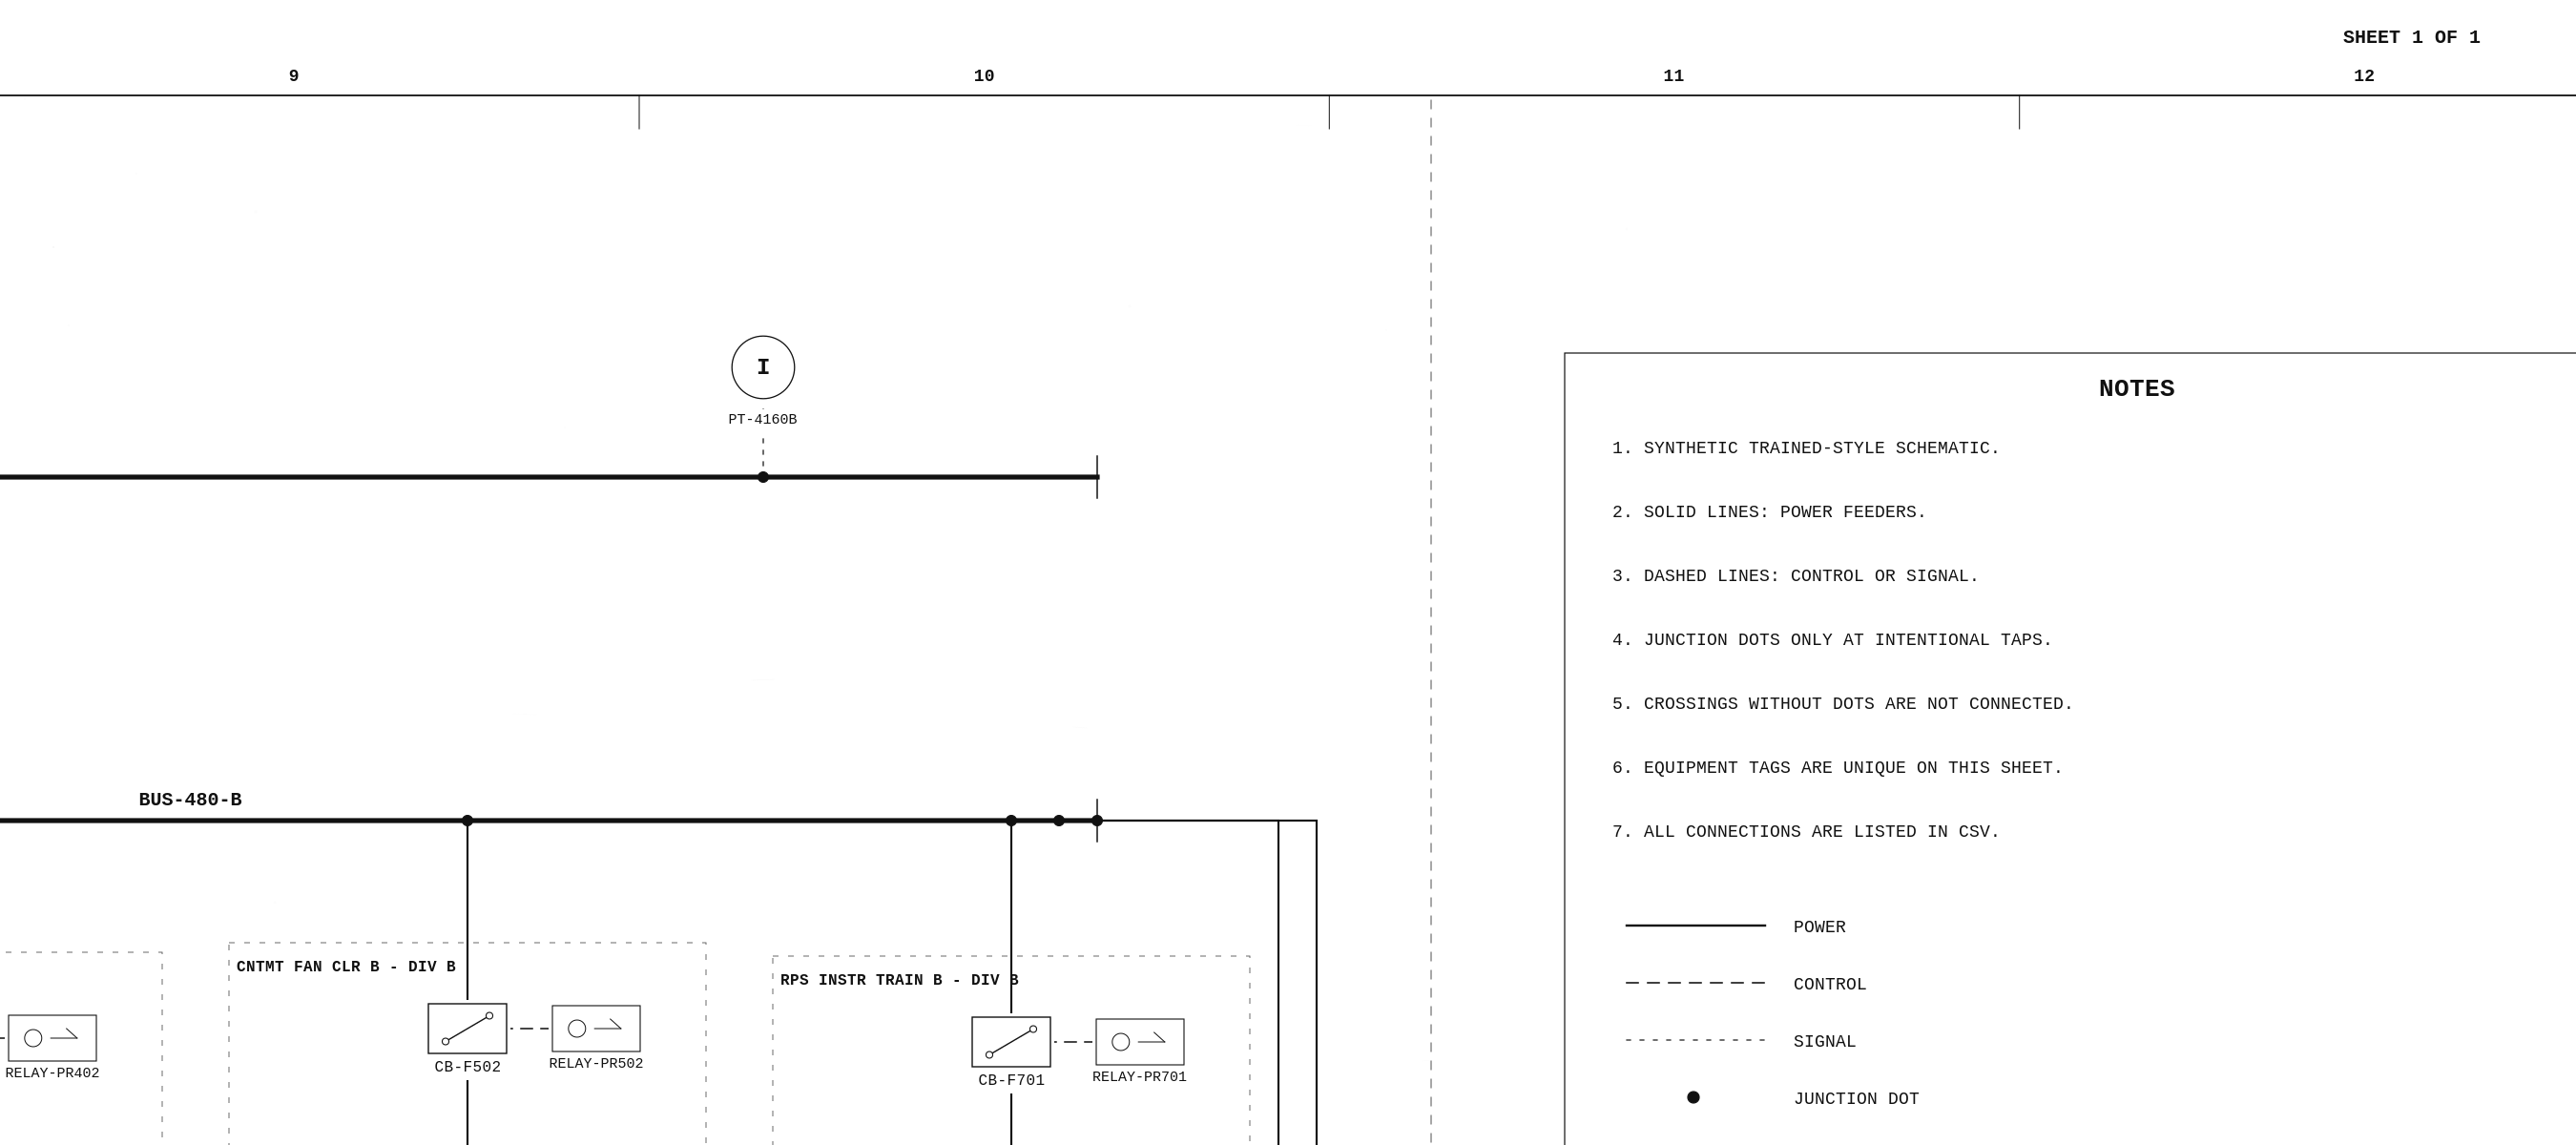 SHEET 1 OF 1
9 10 11 12
I
PT-4160B
NOTES
1. SYNTHETIC TRAINED-STYLE SCHEMATIC.
2. SOLID LINES: POWER FEEDERS.
3. DASHED LINES: CONTROL OR SIGNAL.
4. JUNCTION DOTS ONLY AT INTENTIONAL TAPS.
5. CROSSINGS WITHOUT DOTS ARE NOT CONNECTED.
6. EQUIPMENT TAGS ARE UNIQUE ON THIS SHEET.
7. ALL CONNECTIONS ARE LISTED IN CSV.
POWER
CONTROL
SIGNAL
JUNCTION DOT
BUS-480-B
RELAY-PR402
CNTMT FAN CLR B - DIV B
CB-F502
RELAY-PR502
RPS INSTR TRAIN B - DIV B
CB-F701
RELAY-PR701